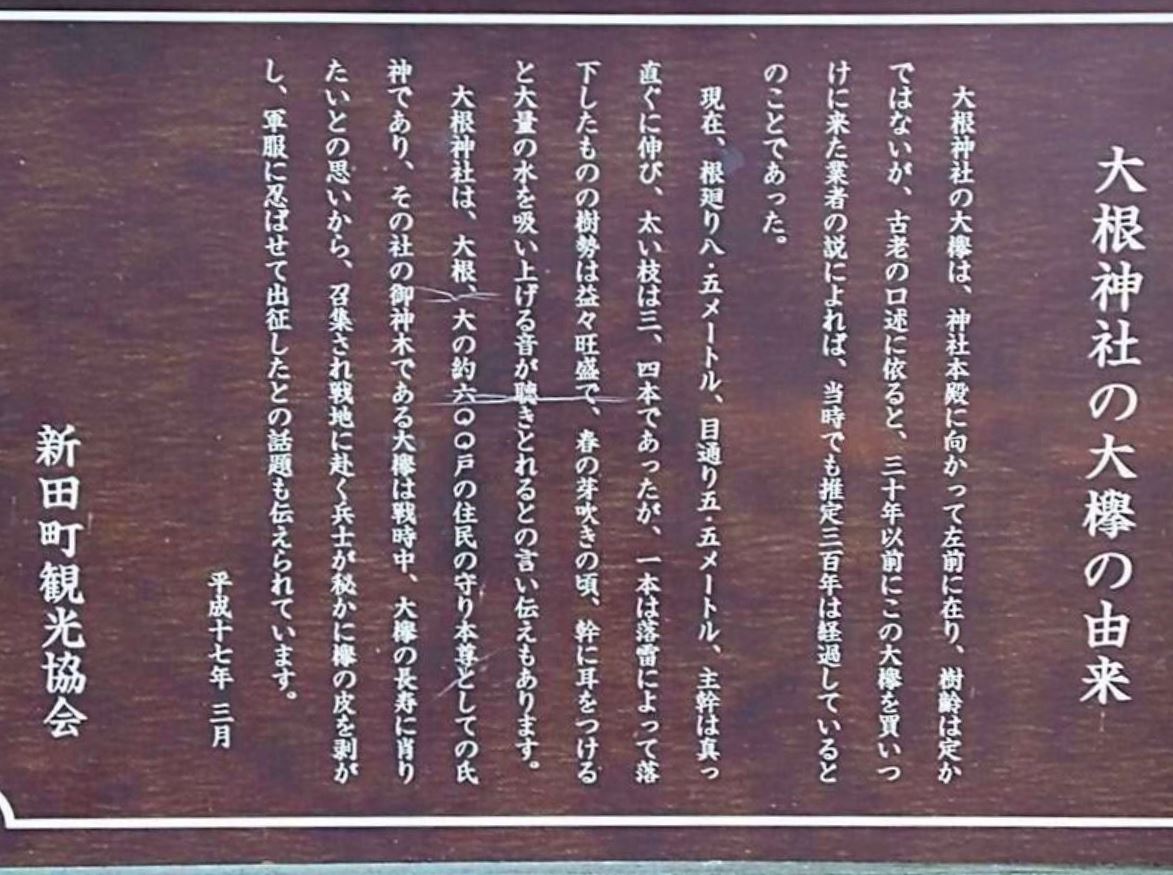 大根神社の大欅の由来
大根神社の大欅は、神社本殿に向かって左前に在り、樹齢は定か
ではないが、古老の口述に依ると、三十年以前にこの大欅を買いつ
けに来た業者の説によれば、当時でも推定三百年は経過していると
のことであった。
現在、根廻り八・五メートル、目通り五・五メートル、主幹は真っ
直ぐに伸び、太い枝は三、四本であったが、一本は落雷によって落
下したものの樹勢は益々旺盛で、春の芽吹きの頃、幹に耳をつける
と大量の水を吸い上げる音が聴きとれるとの言い伝えもあります。
大根神社は、大根、大の約六〇〇戸の住民の守り本尊としての氏
神であり、その社の御神木である大欅は戦時中、大欅の長寿に肖り
たいとの思いから、召集され戦地に赴く兵士が秘かに欅の皮を剥が
し、軍服に忍ばせて出征したとの話題も伝えられています。
平成十七年 三月
新田町観光協会